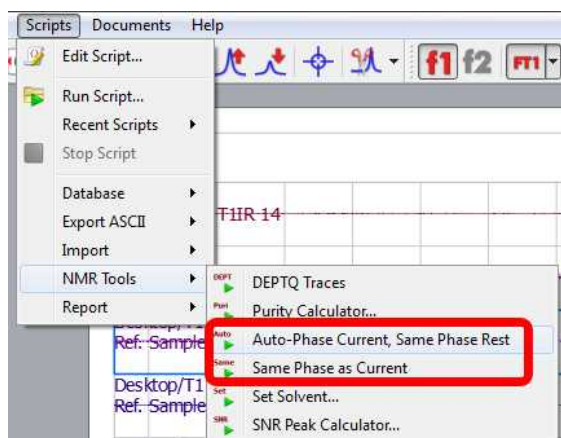 Scripts Documents Help
Edit Script...
f1 f2 FT1
Run Script...
Recent Scripts
Stop Script
Database
T1IR 14
Export ASCII
Import
NMR Tools
DEPT DEPTQ Traces
Report
Puri Purity Calculator...
Auto Auto-Phase Current, Same Phase Rest
Ref. Sample
Same Same Phase as Current
Desktop/T1
Set Set Solvent...
Ref. Sample
SNR SNR Peak Calculator...